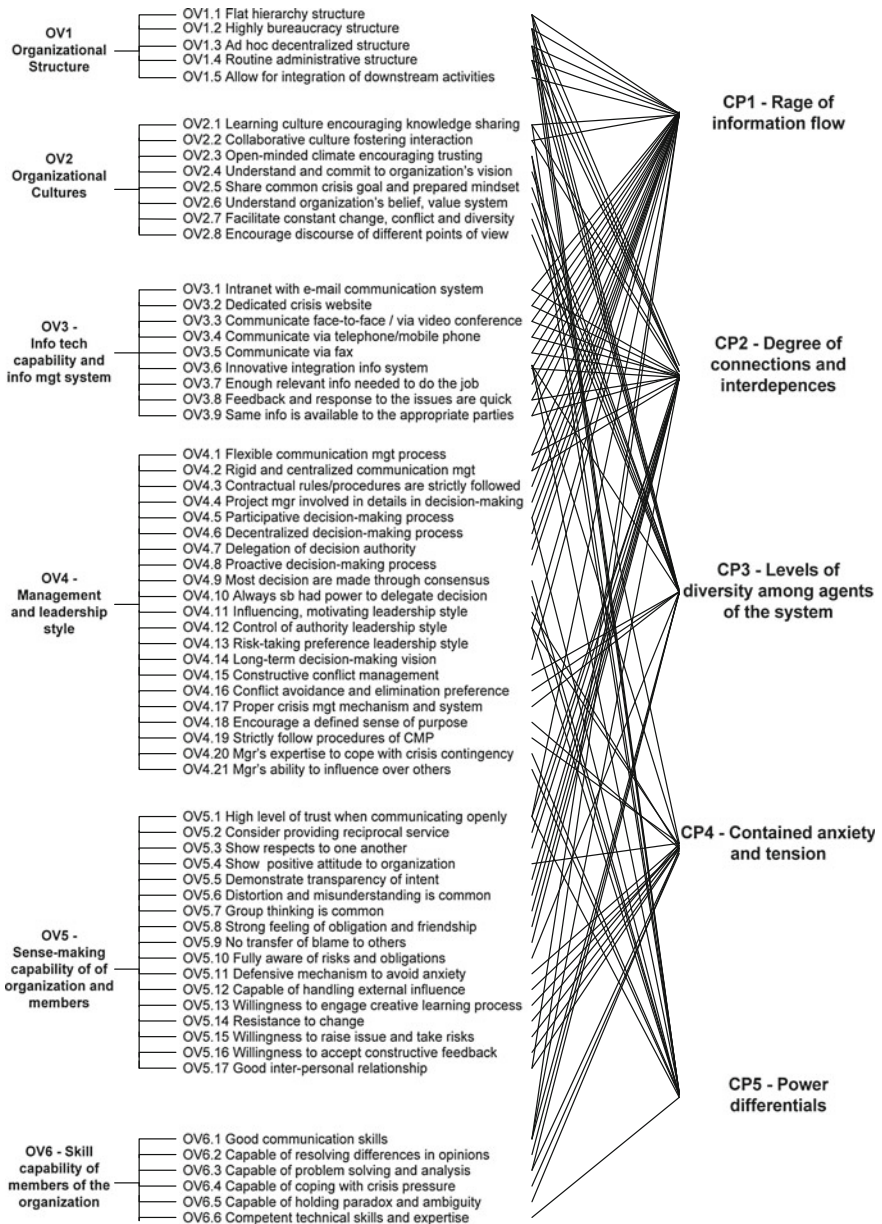 OV1
Organizational
Structure
OV1.1 Flat hierarchy structure
OV1.2 Highly bureaucracy structure
OV1.3 Ad hoc decentralized structure
OV1.4 Routine administrative structure
OV1.5 Allow for integration of downstream activities
OV2
Organizational
Cultures
OV2.1 Learning culture encouraging knowledge sharing
OV2.2 Collaborative culture fostering interaction
OV2.3 Open-minded climate encouraging trusting
OV2.4 Understand and commit to organization's vision
OV2.5 Share common crisis goal and prepared mindset
OV2.6 Understand organization's belief, value system
OV2.7 Facilitate constant change, conflict and diversity
OV2.8 Encourage discourse of different points of view
OV3 -
Info tech
capability and
info mgt system
OV3.1 Intranet with e-mail communication system
OV3.2 Dedicated crisis website
OV3.3 Communicate face-to-face / via video conference
OV3.4 Communicate via telephone/mobile phone
OV3.5 Communicate via fax
OV3.6 Innovative integration info system
OV3.7 Enough relevant info needed to do the job
OV3.8 Feedback and response to the issues are quick
OV3.9 Same info is available to the appropriate parties
OV4 -
Management
and leadership
style
OV4.1 Flexible communication mgt process
OV4.2 Rigid and centralized communication mgt
OV4.3 Contractual rules/procedures are strictly followed
OV4.4 Project mgr involved in details in decision-making
OV4.5 Participative decision-making process
OV4.6 Decentralized decision-making process
OV4.7 Delegation of decision authority
OV4.8 Proactive decision-making process
OV4.9 Most decision are made through consensus
OV4.10 Always sb had power to delegate decision
OV4.11 Influencing, motivating leadership style
OV4.12 Control of authority leadership style
OV4.13 Risk-taking preference leadership style
OV4.14 Long-term decision-making vision
OV4.15 Constructive conflict management
OV4.16 Conflict avoidance and elimination preference
OV4.17 Proper crisis mgt mechanism and system
OV4.18 Encourage a defined sense of purpose
OV4.19 Strictly follow procedures of CMP
OV4.20 Mgr's expertise to cope with crisis contingency
OV4.21 Mgr's ability to influence over others
OV5 -
Sense-making
capability of of
organization and
members
OV5.1 High level of trust when communicating openly
OV5.2 Consider providing reciprocal service
OV5.3 Show respects to one another
OV5.4 Show positive attitude to organization
OV5.5 Demonstrate transparency of intent
OV5.6 Distortion and misunderstanding is common
OV5.7 Group thinking is common
OV5.8 Strong feeling of obligation and friendship
OV5.9 No transfer of blame to others
OV5.10 Fully aware of risks and obligations
OV5.11 Defensive mechanism to avoid anxiety
OV5.12 Capable of handling external influence
OV5.13 Willingness to engage creative learning process
OV5.14 Resistance to change
OV5.15 Willingness to raise issue and take risks
OV5.16 Willingness to accept constructive feedback
OV5.17 Good inter-personal relationship
OV6 - Skill
capability of
members of the
organization
OV6.1 Good communication skills
OV6.2 Capable of resolving differences in opinions
OV6.3 Capable of problem solving and analysis
OV6.4 Capable of coping with crisis pressure
OV6.5 Capable of holding paradox and ambiguity
OV6.6 Competent technical skills and expertise
CP1 - Rage of
information flow
CP2 - Degree of
connections and
interdepences
CP3 - Levels of
diversity among agents
of the system
CP4 - Contained anxiety
and tension
CP5 - Power
differentials